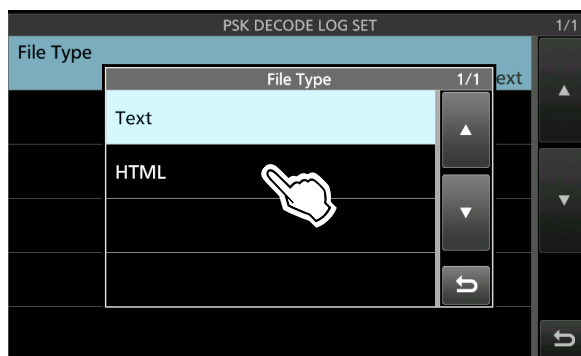 PSK DECODE LOG SET 1/1
File Type
ext
File Type 1/1
Text
HTML